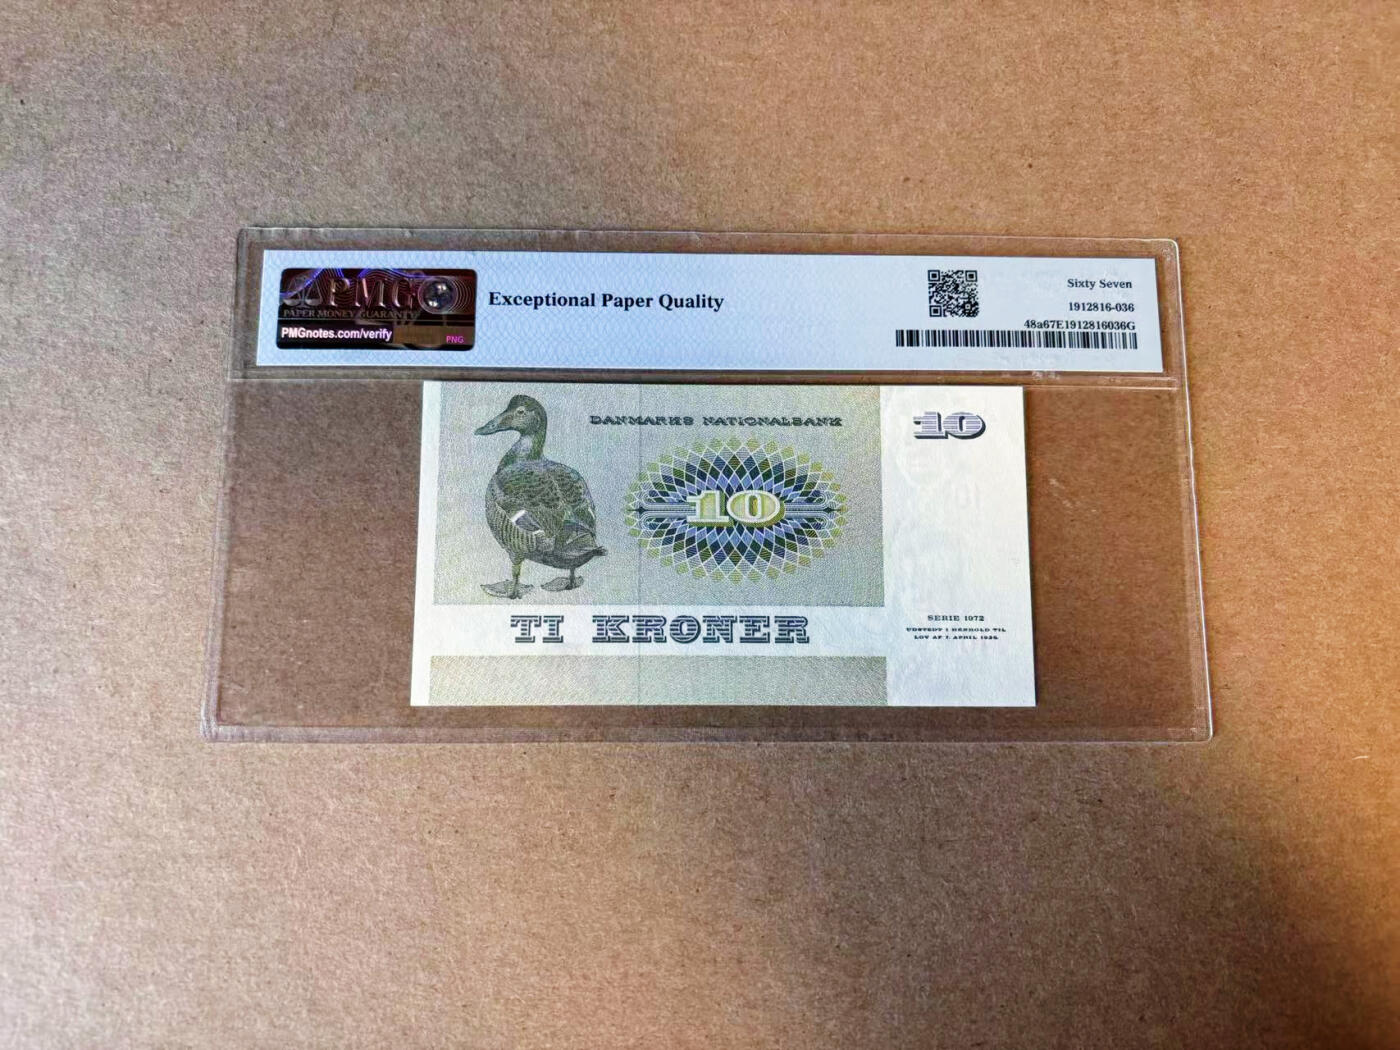 PMG
PAPER MONEY GUARANTY
PMGnotes.com/verify
PNG
Exceptional Paper Quality
Sixty Seven
1912816-036
48a67E1912816036G
DANMARKS NATIONALBANK
10
10
TI KRONER
SERIE 1972
UDSTEDT I HENHOLD TIL
LOV AF 7. APRIL 1936